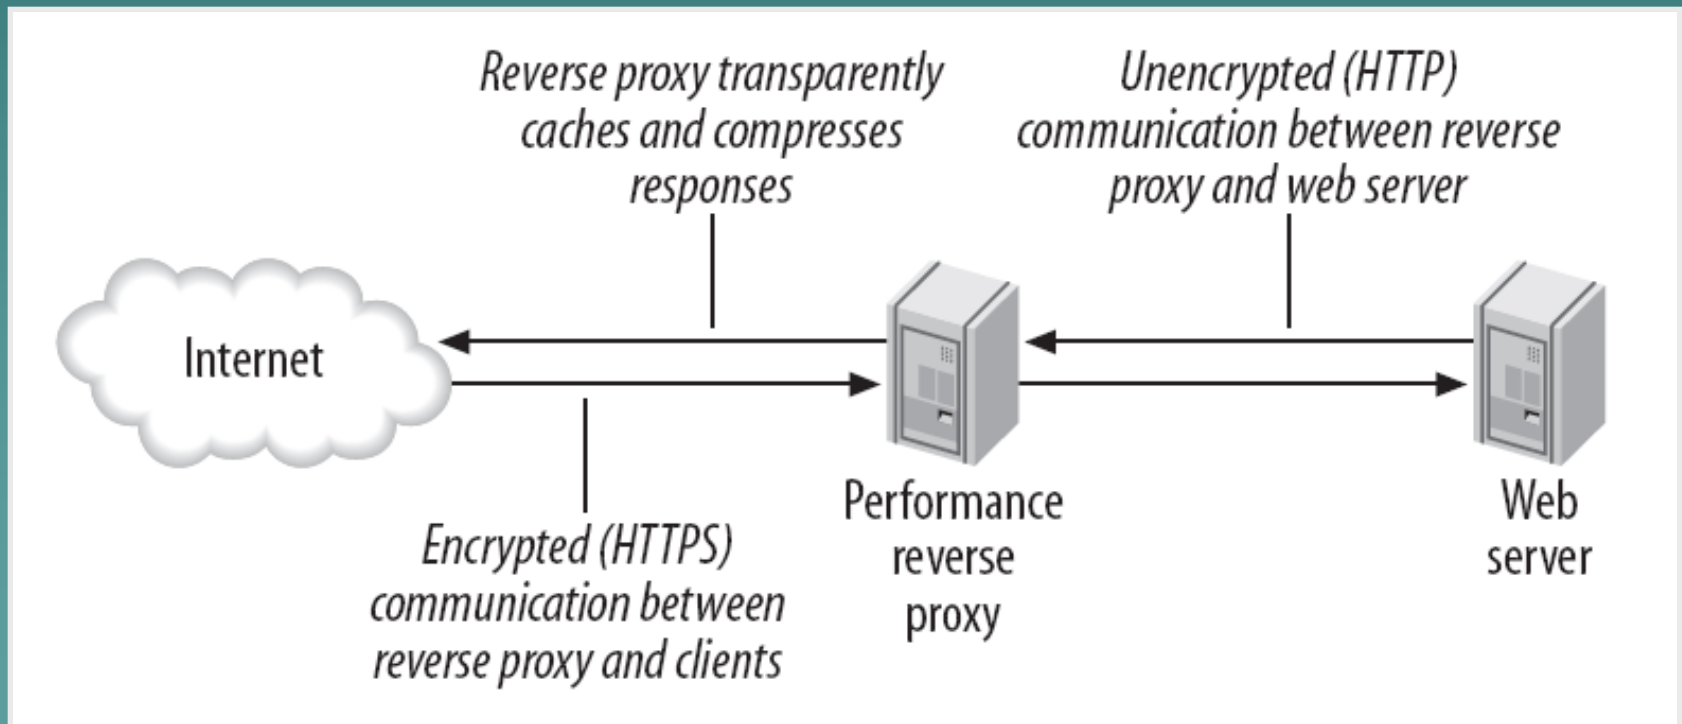 Reverse proxy transparently
caches and compresses
responses
Unencrypted (HTTP)
communication between reverse
proxy and web server
Internet
Encrypted (HTTPS)
communication between
reverse proxy and clients
Performance
reverse
proxy
Web
server